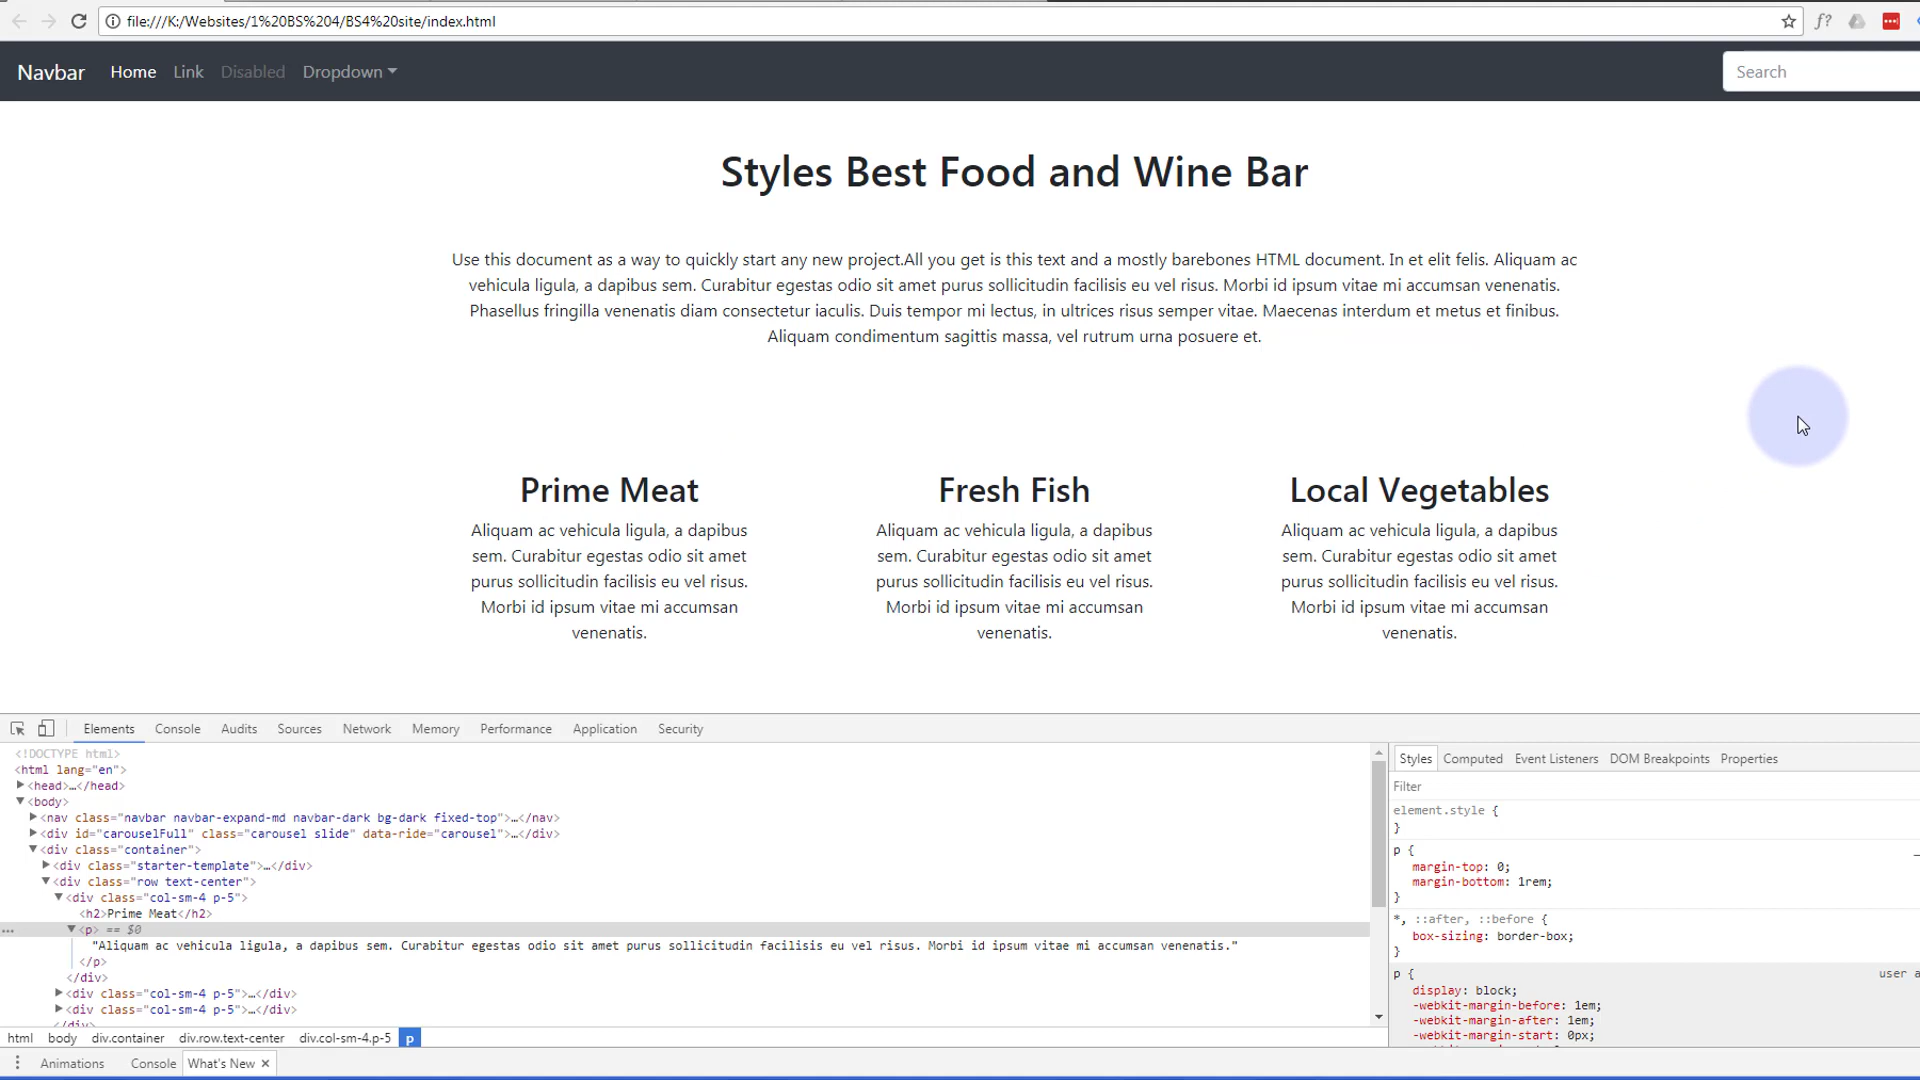 file:///K:/Websites/1%20BS%204/BS4%20site/index.html
f?
Navbar Home Link Disabled Dropdown Search
Styles Best Food and Wine Bar
Use this document as a way to quickly start any new project.All you get is this text and a mostly barebones HTML document. In et elit felis. Aliquam ac
vehicula ligula, a dapibus sem. Curabitur egestas odio sit amet purus sollicitudin facilisis eu vel risus. Morbi id ipsum vitae mi accumsan venenatis.
Phasellus fringilla venenatis diam consectetur iaculis. Duis tempor mi lectus, in ultrices risus semper vitae. Maecenas interdum et metus et finibus.
Aliquam condimentum sagittis massa, vel rutrum urna posuere et.
Prime Meat
Aliquam ac vehicula ligula, a dapibus
sem. Curabitur egestas odio sit amet
purus sollicitudin facilisis eu vel risus.
Morbi id ipsum vitae mi accumsan
venenatis.
Fresh Fish
Aliquam ac vehicula ligula, a dapibus
sem. Curabitur egestas odio sit amet
purus sollicitudin facilisis eu vel risus.
Morbi id ipsum vitae mi accumsan
venenatis.
Local Vegetables
Aliquam ac vehicula ligula, a dapibus
sem. Curabitur egestas odio sit amet
purus sollicitudin facilisis eu vel risus.
Morbi id ipsum vitae mi accumsan
venenatis.
Elements Console Audits Sources Network Memory Performance Application Security
<!DOCTYPE html>
<html lang="en">
<head>…</head>
<body>
<nav class="navbar navbar-expand-md navbar-dark bg-dark fixed-top">…</nav>
<div id="carouselFull" class="carousel slide" data-ride="carousel">…</div>
<div class="container">
<div class="starter-template">…</div>
<div class="row text-center">
<div class="col-sm-4 p-5">
<h2>Prime Meat</h2>
<p> == $0
"Aliquam ac vehicula ligula, a dapibus sem. Curabitur egestas odio sit amet purus sollicitudin facilisis eu vel risus. Morbi id ipsum vitae mi accumsan venenatis."
</p>
</div>
<div class="col-sm-4 p-5">…</div>
<div class="col-sm-4 p-5">…</div>
</div>
html body div.container div.row.text-center div.col-sm-4.p-5 p
Animations Console What's New ×
Styles Computed Event Listeners DOM Breakpoints Properties
Filter
element.style {
}
p {
margin-top: 0;
margin-bottom: 1rem;
}
*, ::after, ::before {
box-sizing: border-box;
}
p { user a
display: block;
-webkit-margin-before: 1em;
-webkit-margin-after: 1em;
-webkit-margin-start: 0px;